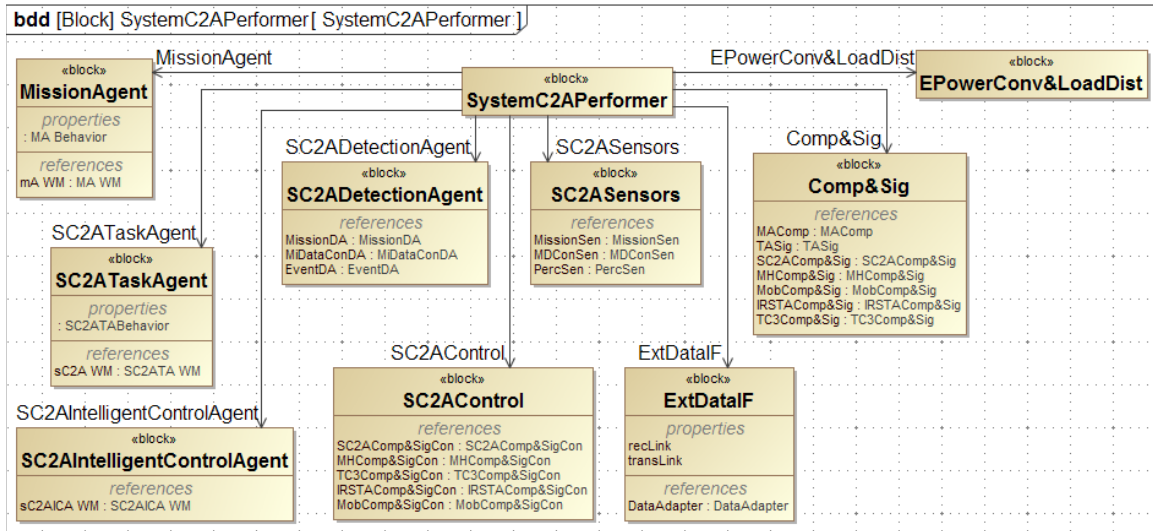 bdd [Block] SystemC2APerformer[ SystemC2APerformer ]
MissionAgent
«block»
MissionAgent
properties
: MA Behavior
references
mA WM : MA WM
«block»
SystemC2APerformer
EPowerConv&LoadDist
«block»
EPowerConv&LoadDist
SC2ADetectionAgent
«block»
SC2ADetectionAgent
references
MissionDA : MissionDA
MiDataConDA : MiDataConDA
EventDA : EventDA
SC2ASensors
«block»
SC2ASensors
references
MissionSen : MissionSen
MDConSen : MDConSen
PercSen : PercSen
Comp&Sig
«block»
Comp&Sig
references
MAComp : MAComp
TASig : TASig
SC2AComp&Sig : SC2AComp&Sig
MHComp&Sig : MHComp&Sig
MobComp&Sig : MobComp&Sig
IRSTAComp&Sig : IRSTAComp&Sig
TC3Comp&Sig : TC3Comp&Sig
SC2ATaskAgent
«block»
SC2ATaskAgent
properties
: SC2ATABehavior
references
sC2A WM : SC2ATA WM
SC2AIntelligentControlAgent
«block»
SC2AIntelligentControlAgent
references
sC2AICA WM : SC2AICA WM
SC2AControl
«block»
SC2AControl
references
SC2AComp&SigCon : SC2AComp&SigCon
MHComp&SigCon : MHComp&SigCon
TC3Comp&SigCon : TC3Comp&SigCon
IRSTAComp&SigCon : IRSTAComp&SigCon
MobComp&SigCon : MobComp&SigCon
ExtDataIF
«block»
ExtDataIF
properties
recLink
transLink
references
DataAdapter : DataAdapter